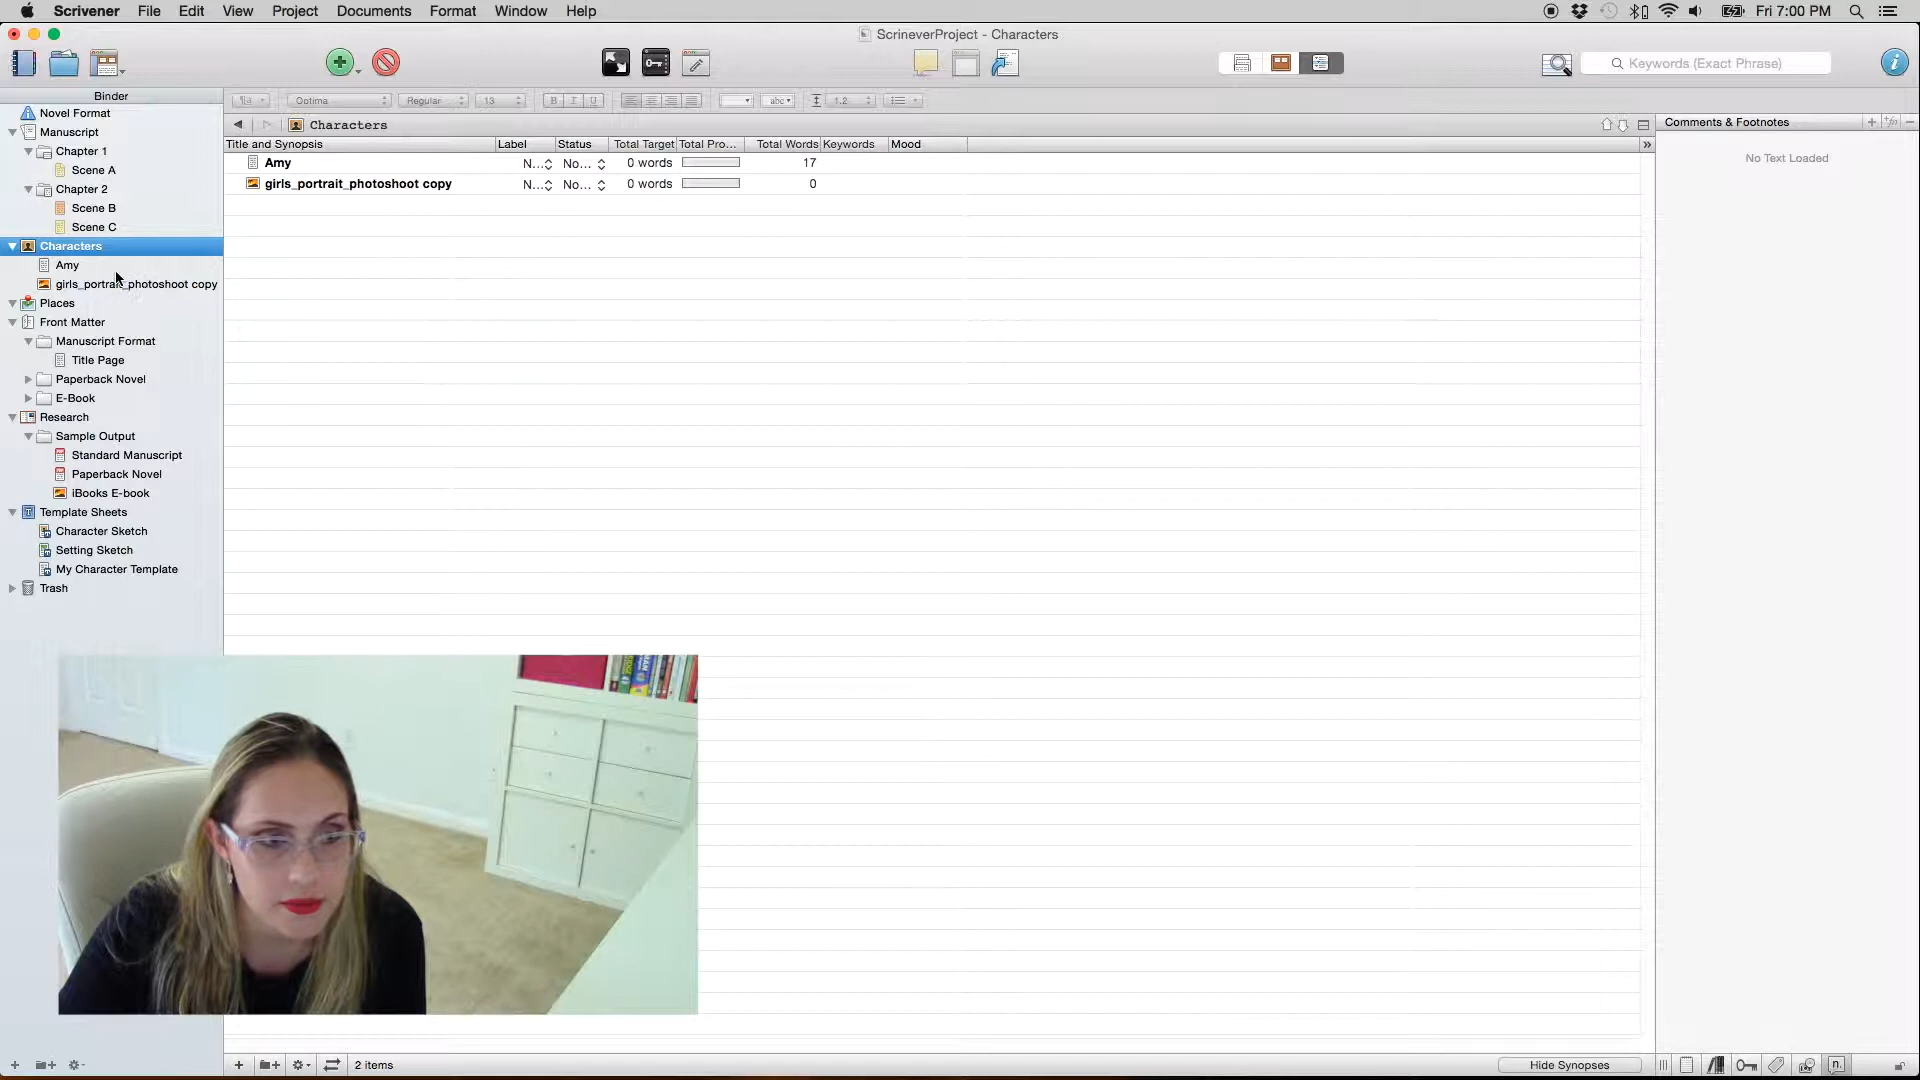 Scrivener File Edit View Project Documents Format Window Help Fri 7:00 PM
ScrineverProject - Characters
Keywords (Exact Phrase)
Binder
Optima Regular 13 B I U abc 1.2
Novel Format
Manuscript
Chapter 1
Scene A
Chapter 2
Scene B
Scene C
Characters
Amy
girls_portrait_photoshoot copy
Places
Front Matter
Manuscript Format
Title Page
Paperback Novel
E-Book
Research
Sample Output
Standard Manuscript
Paperback Novel
iBooks E-book
Template Sheets
Character Sketch
Setting Sketch
My Character Template
Trash
Characters
Title and Synopsis Label Status Total Target Total Pro... Total Words Keywords Mood
Amy N... No... 0 words 17
girls_portrait_photoshoot copy N... No... 0 words 0
Comments & Footnotes
No Text Loaded
2 items
Hide Synopses
n.